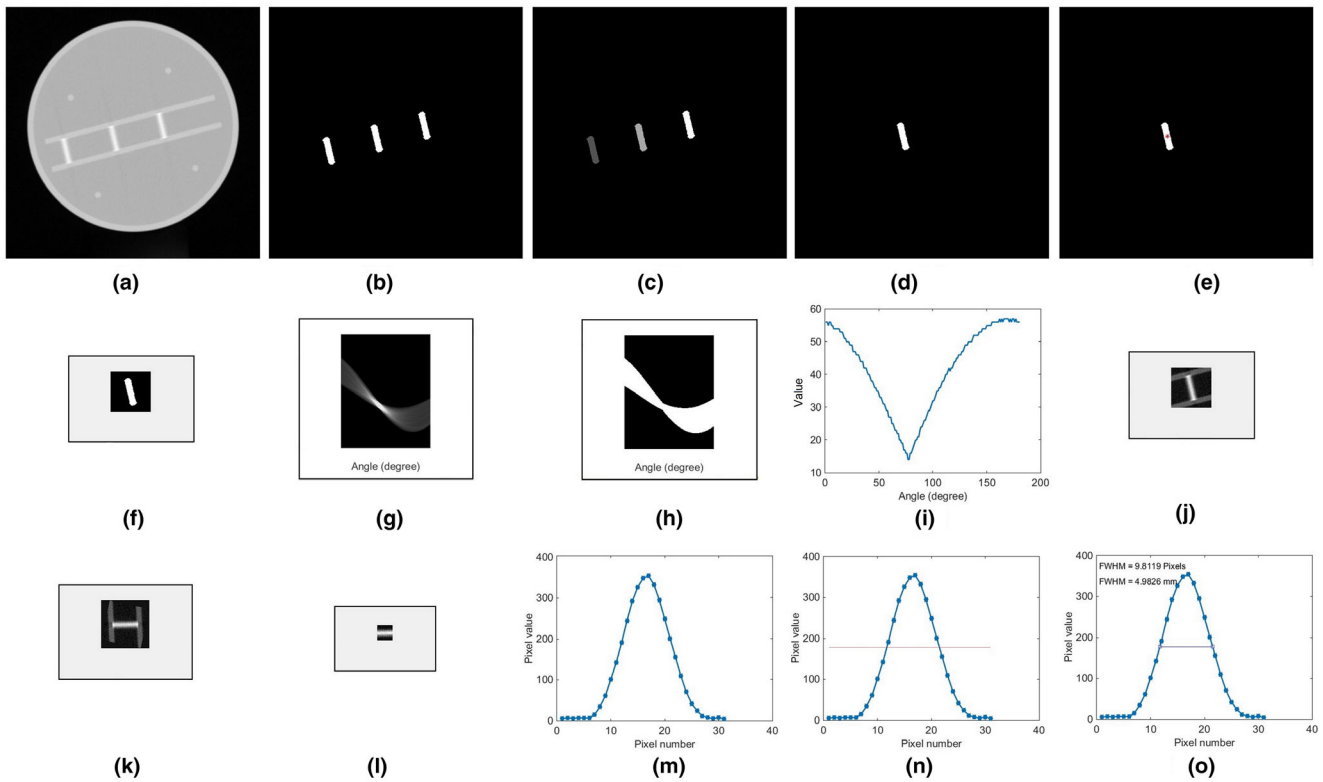 (a) (b) (c) (d) (e)
60
50
40
30
20
10
Value
0 50 100 150 200
Angle (degree)
Angle (degree)
Angle (degree)
(f) (g) (h) (i) (j)
400
300
200
100
0
Pixel value
0 10 20 30 40
Pixel number
400
300
200
100
0
Pixel value
0 10 20 30 40
Pixel number
400
300
200
100
0
Pixel value
FWHM = 9.8119 Pixels
FWHM = 4.9826 mm
0 10 20 30 40
Pixel number
(k) (l) (m) (n) (o)